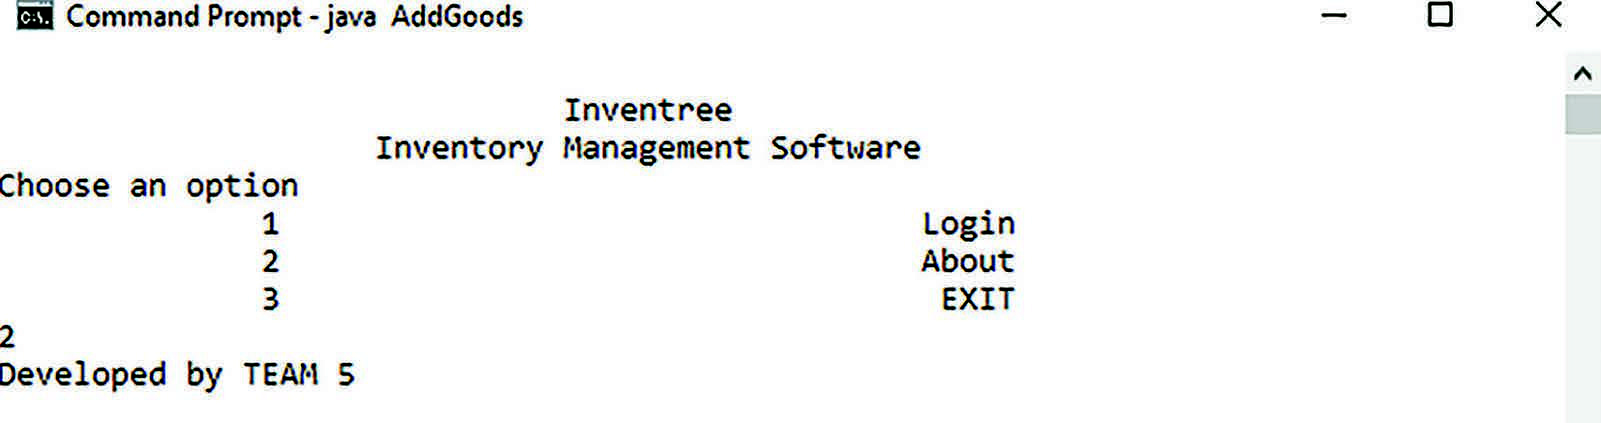 Command Prompt - java AddGoods
Inventree
Inventory Management Software
Choose an option
1 Login
2 About
3 EXIT
2
Developed by TEAM 5